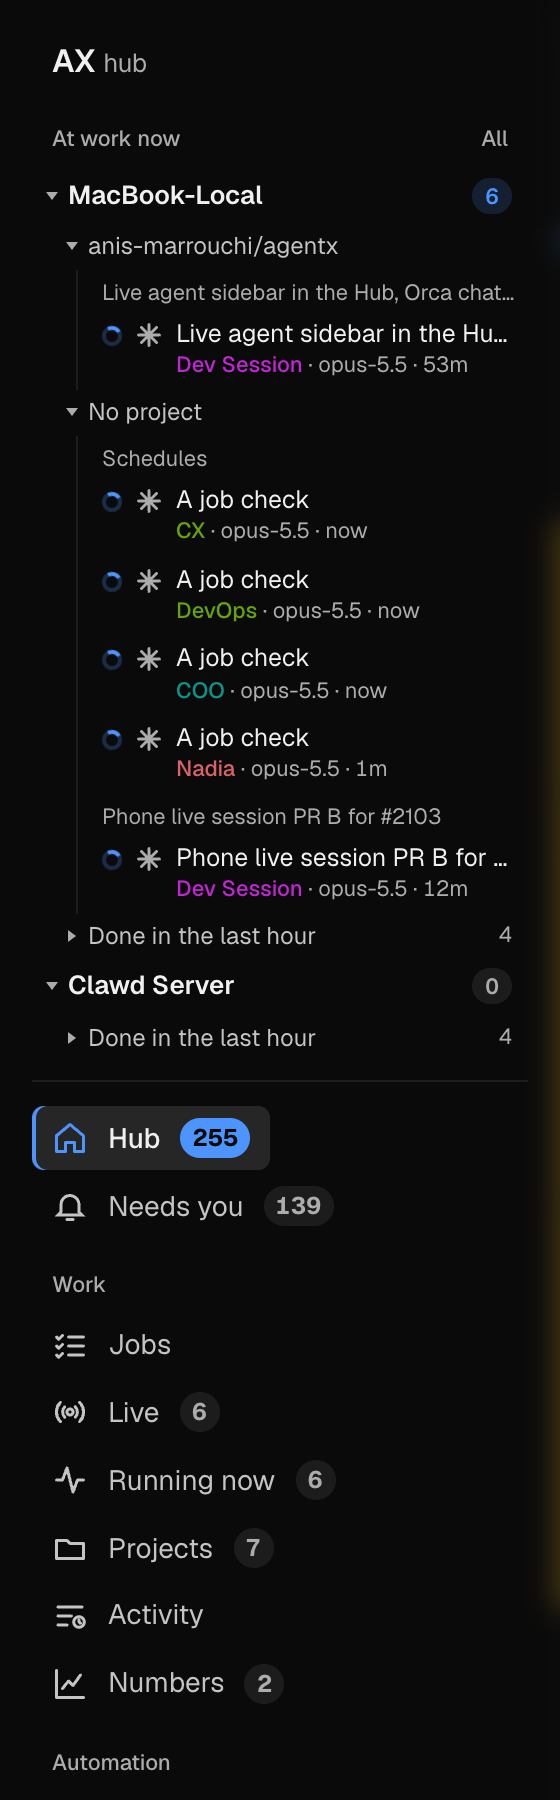 AX hub
At work now All
MacBook-Local 6
anis-marrouchi/agentx
Live agent sidebar in the Hub, Orca chat...
Live agent sidebar in the Hu...
Dev Session · opus-5.5 · 53m
No project
Schedules
A job check
CX · opus-5.5 · now
A job check
DevOps · opus-5.5 · now
A job check
COO · opus-5.5 · now
A job check
Nadia · opus-5.5 · 1m
Phone live session PR B for #2103
Phone live session PR B for ...
Dev Session · opus-5.5 · 12m
Done in the last hour 4
Clawd Server 0
Done in the last hour 4
Hub 255
Needs you 139
Work
Jobs
Live 6
Running now 6
Projects 7
Activity
Numbers 2
Automation